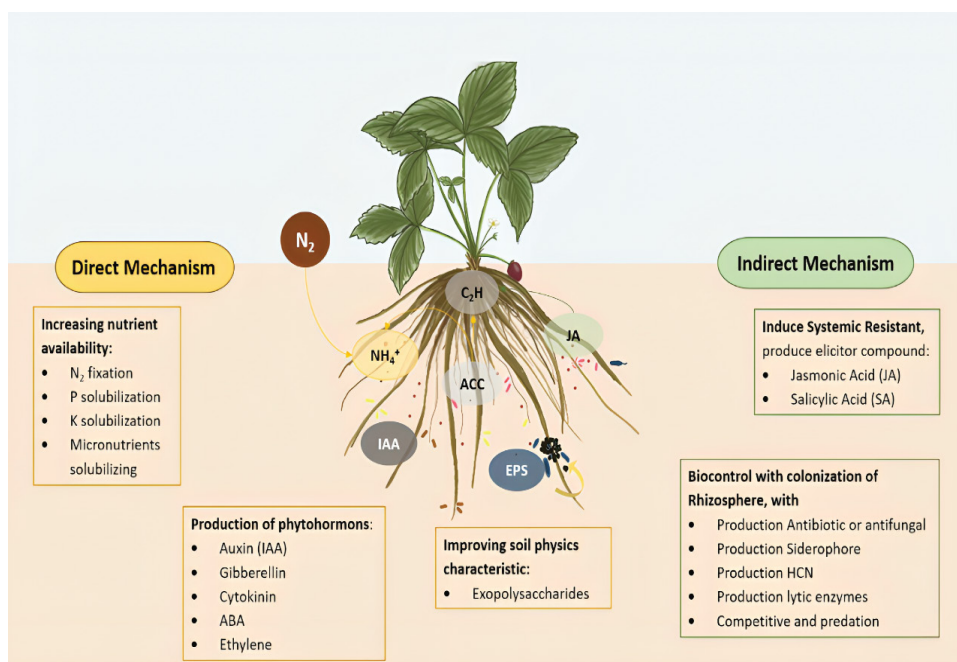 N₂
Direct Mechanism
Indirect Mechanism
C₂H
JA
NH₄⁺
ACC
IAA
EPS
Increasing nutrient
availability:
• N₂ fixation
• P solubilization
• K solubilization
• Micronutrients
solubilizing
Induce Systemic Resistant,
produce elicitor compound:
• Jasmonic Acid (JA)
• Salicylic Acid (SA)
Production of phytohormons:
• Auxin (IAA)
• Gibberellin
• Cytokinin
• ABA
• Ethylene
Improving soil physics
characteristic:
• Exopolysaccharides
Biocontrol with colonization of
Rhizosphere, with
• Production Antibiotic or antifungal
• Production Siderophore
• Production HCN
• Production lytic enzymes
• Competitive and predation